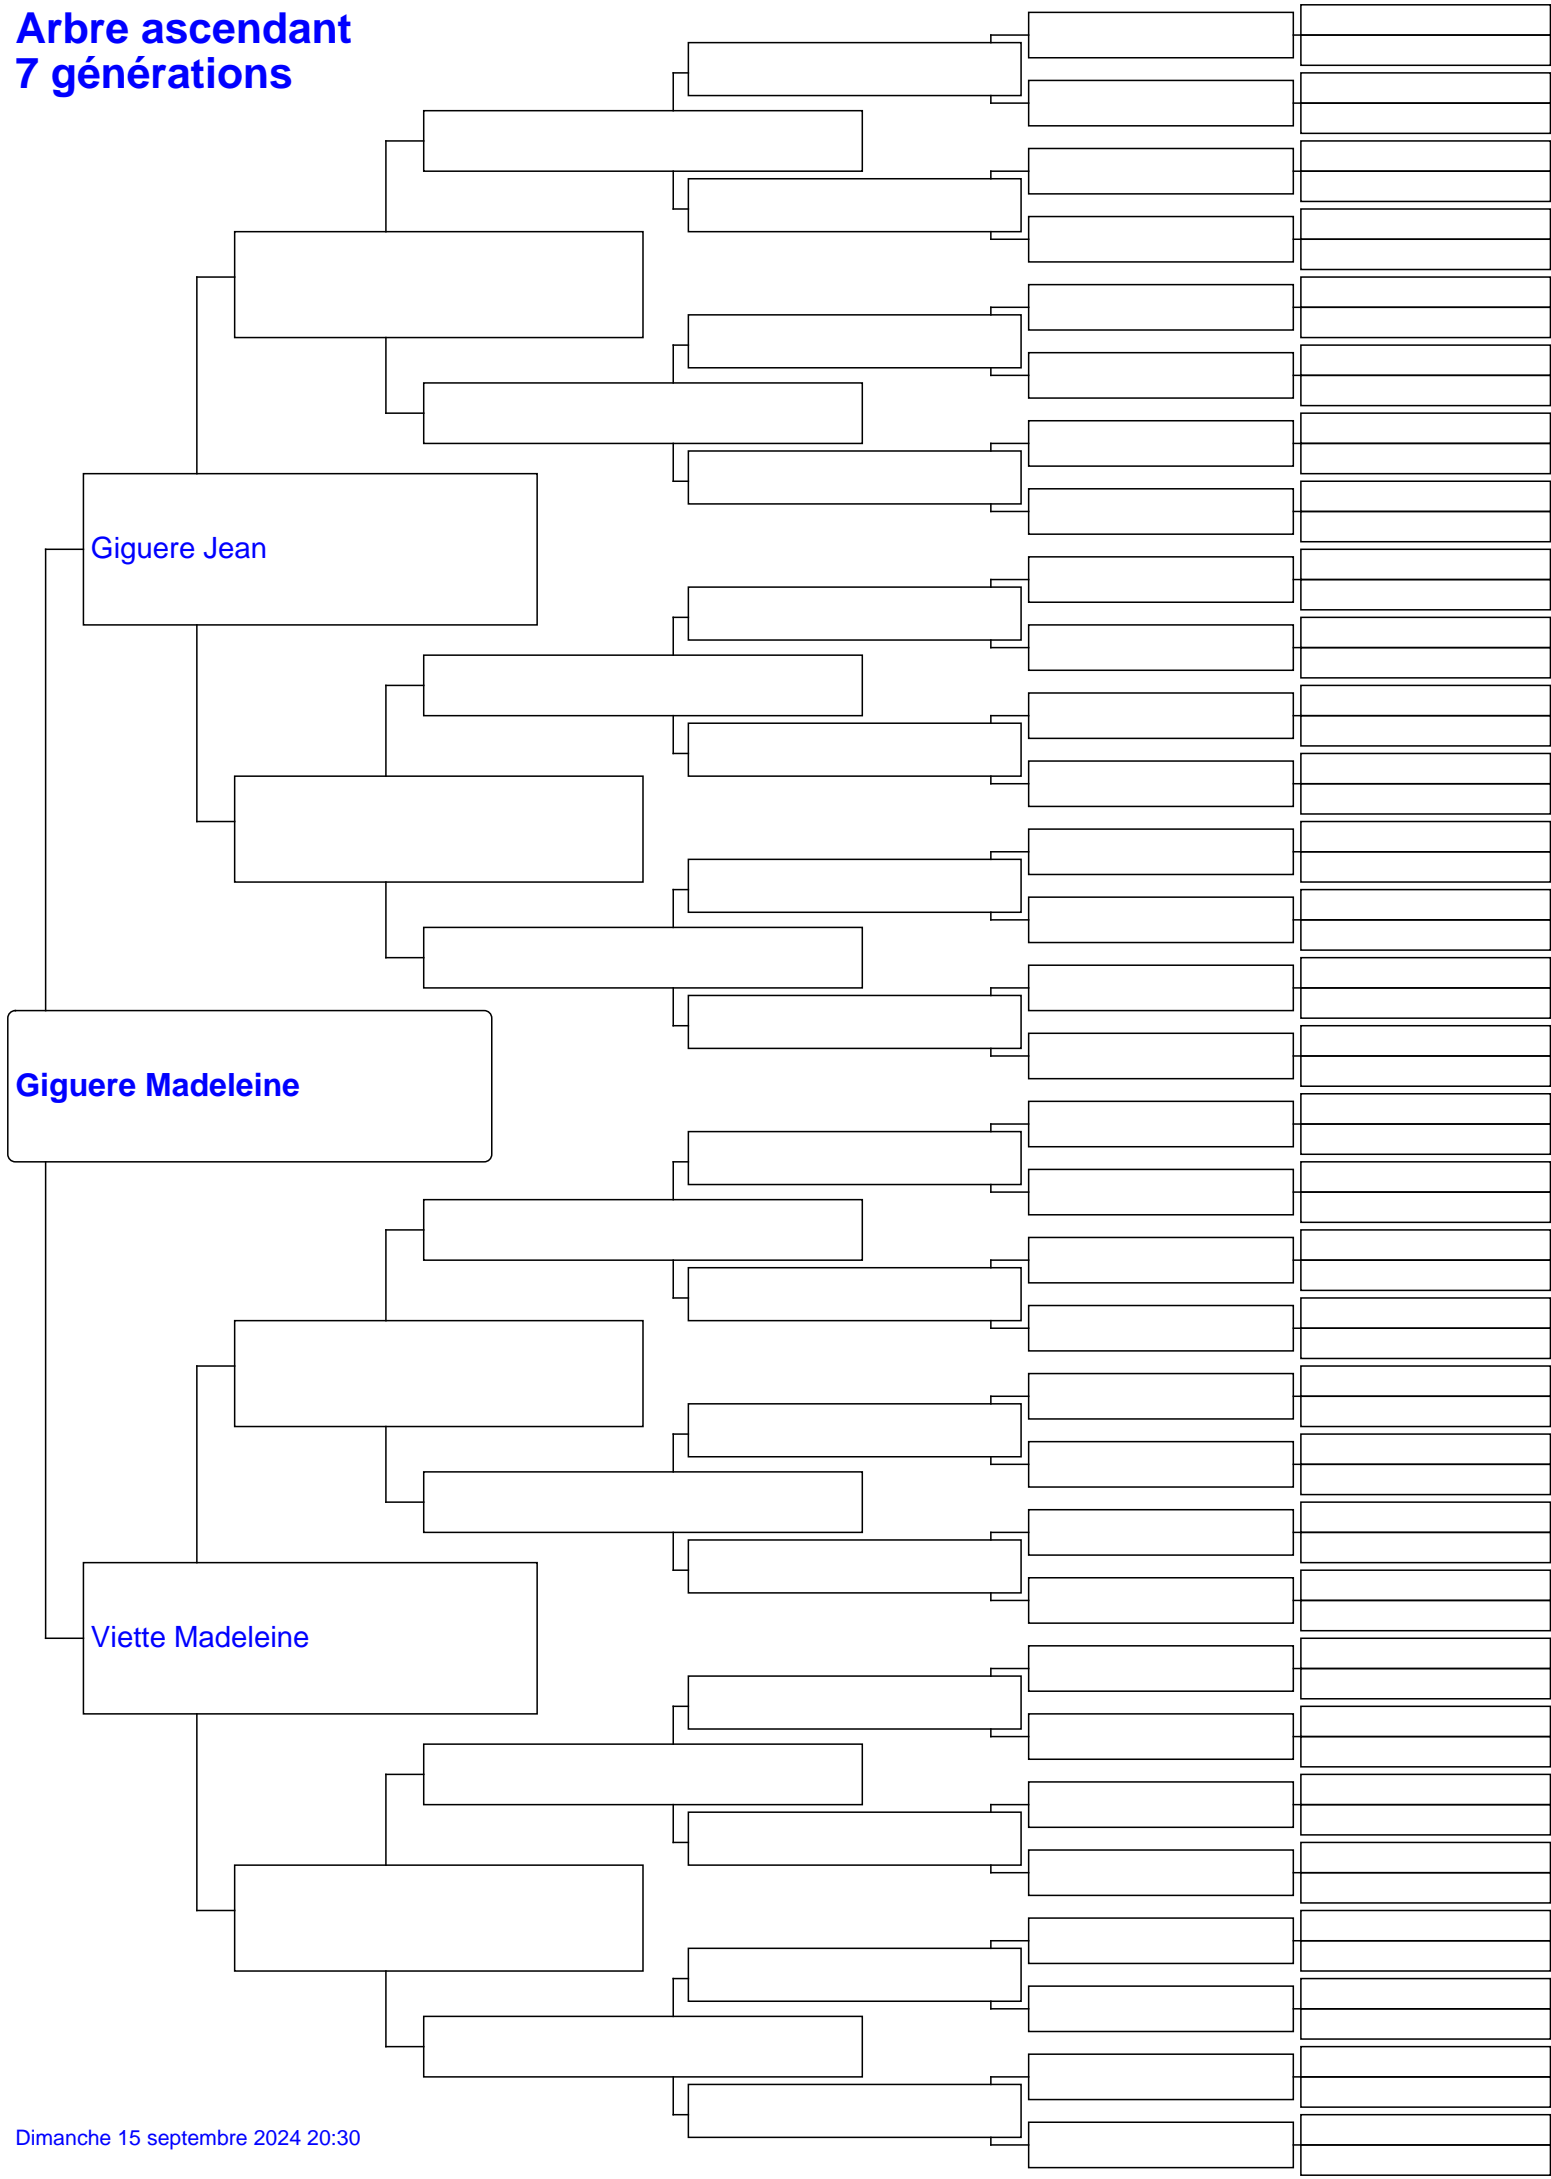 Arbre ascendant
7 générations
Giguere Jean
Giguere Madeleine
Viette Madeleine
Dimanche 15 septembre 2024 20:30